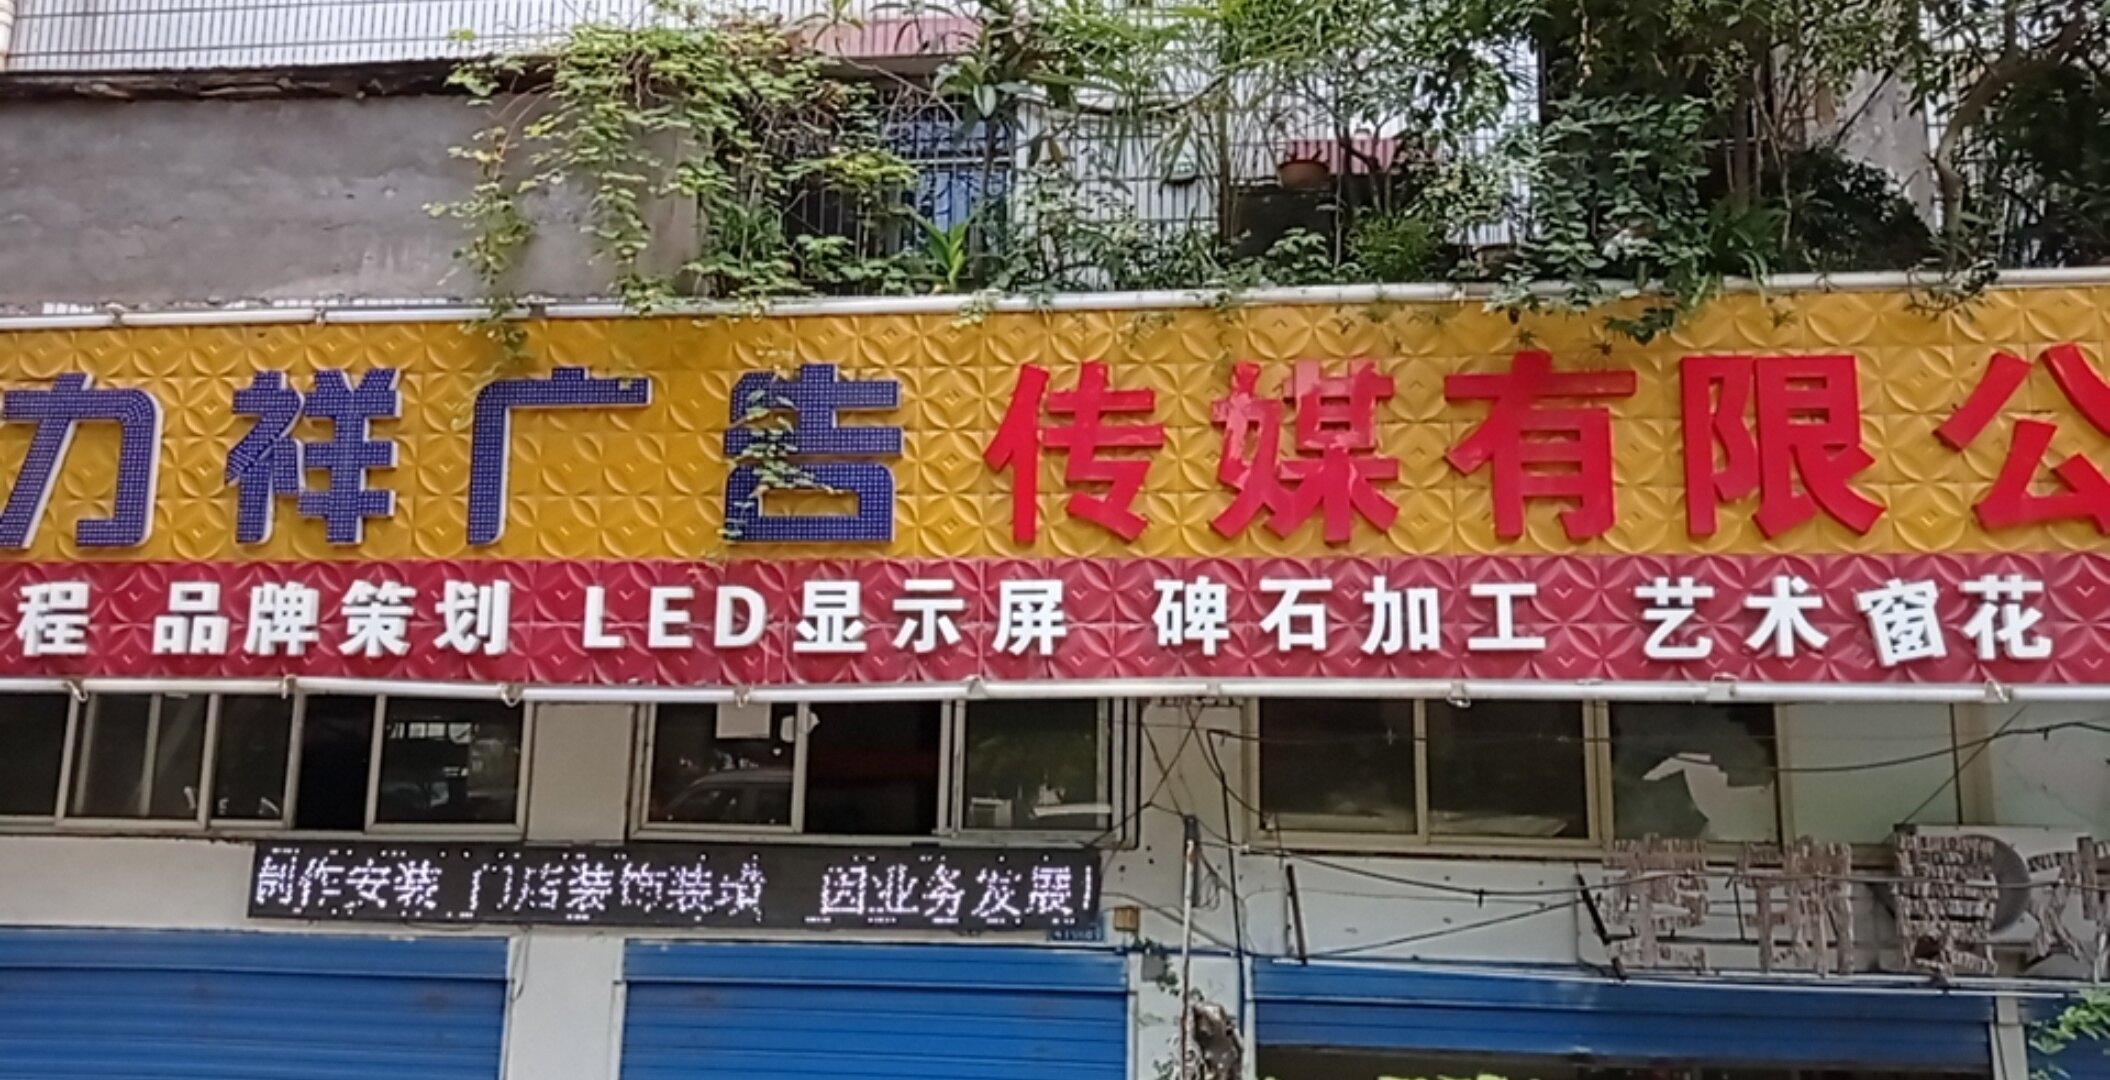 力祥广告传媒有限公
程 品牌策划 LED显示屏 碑石加工 艺术窗花
制作安装 门店装饰装璜 因业务发展